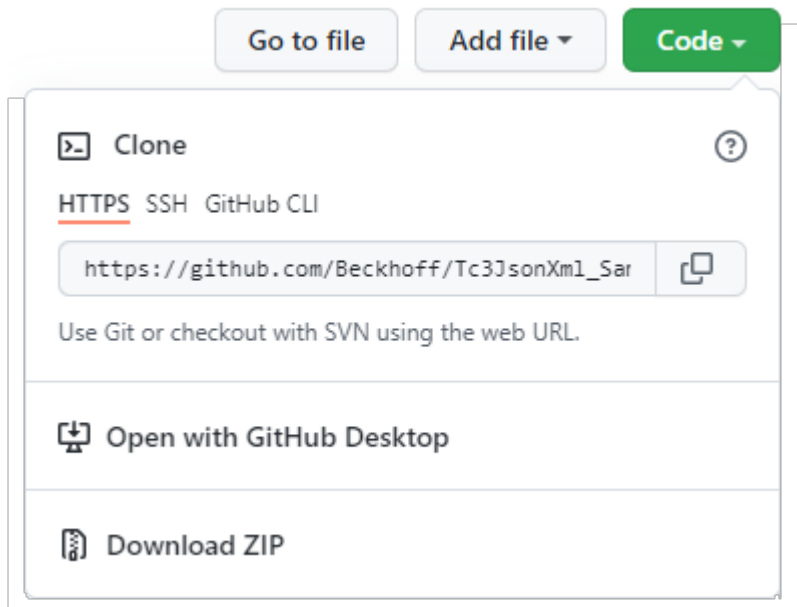 Go to file Add file Code
Clone
HTTPS SSH GitHub CLI
https://github.com/Beckhoff/Tc3JsonXml_Sar
Use Git or checkout with SVN using the web URL.
Open with GitHub Desktop
Download ZIP